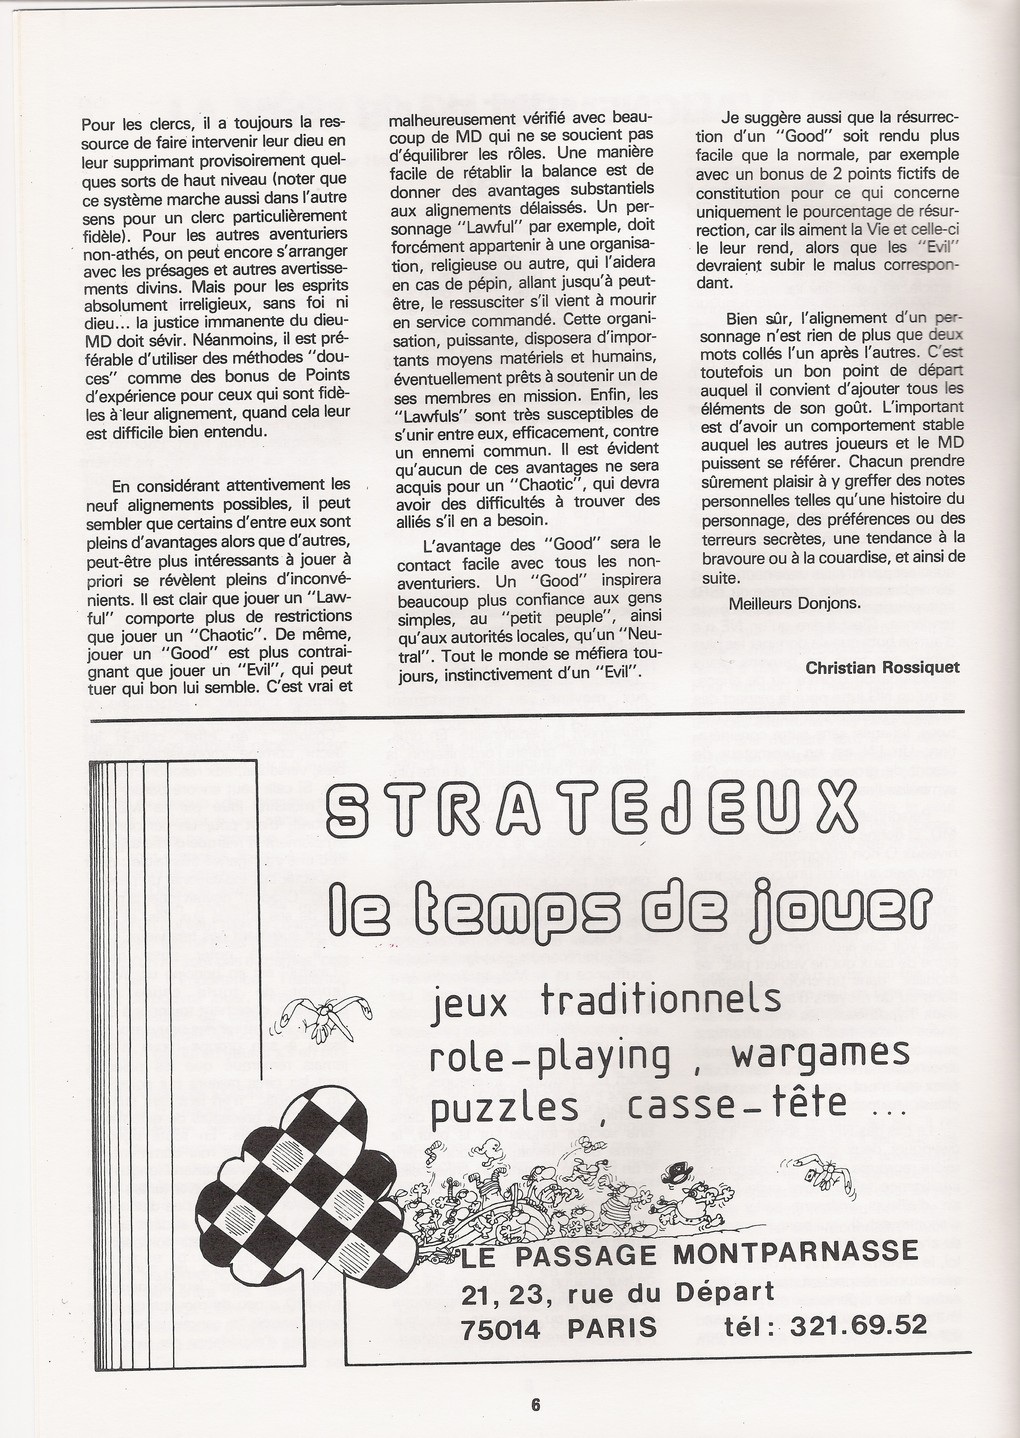 Pour les clercs, il a toujours la res-
source de faire intervenir leur dieu en
leur supprimant provisoirement quel-
ques sorts de haut niveau (noter que
ce système marche aussi dans l'autre
sens pour un clerc particulièrement
fidèle). Pour les autres aventuriers
non-athés, on peut encore s'arranger
avec les présages et autres avertisse-
ments divins. Mais pour les esprits
absolument irreligieux, sans foi ni
dieu... la justice immanente du dieu-
MD doit sévir. Néanmoins, il est pré-
férable d'utiliser des méthodes "dou-
ces" comme des bonus de Points
d'expérience pour ceux qui sont fidè-
les à leur alignement, quand cela leur
est difficile bien entendu.
En considérant attentivement les
neuf alignements possibles, il peut
sembler que certains d'entre eux sont
pleins d'avantages alors que d'autres,
peut-être plus intéressants à jouer à
priori se révèlent pleins d'inconvé-
nients. Il est clair que jouer un "Law-
ful" comporte plus de restrictions
que jouer un "Chaotic". De même,
jouer un "Good" est plus contrai-
gnant que jouer un "Evil", qui peut
tuer qui bon lui semble. C'est vrai et
malheureusement vérifié avec beau-
coup de MD qui ne se soucient pas
d'équilibrer les rôles. Une manière
facile de rétablir la balance est de
donner des avantages substantiels
aux alignements délaissés. Un per-
sonnage "Lawful" par exemple, doit
forcément appartenir à une organisa-
tion, religieuse ou autre, qui l'aidera
en cas de pépin, allant jusqu'à peut-
être, le ressusciter s'il vient à mourir
en service commandé. Cette organi-
sation, puissante, disposera d'impor-
tants moyens matériels et humains,
éventuellement prêts à soutenir un de
ses membres en mission. Enfin, les
"Lawfuls" sont très susceptibles de
s'unir entre eux, efficacement, contre
un ennemi commun. Il est évident
qu'aucun de ces avantages ne sera
acquis pour un "Chaotic", qui devra
avoir des difficultés à trouver des
alliés s'il en a besoin.
L'avantage des "Good" sera le
contact facile avec tous les non-
aventuriers. Un "Good" inspirera
beaucoup plus confiance aux gens
simples, au "petit peuple", ainsi
qu'aux autorités locales, qu'un "Neu-
tral". Tout le monde se méfiera tou-
jours, instinctivement d'un "Evil".
Je suggère aussi que la résurrec-
tion d'un "Good" soit rendu plus
facile que la normale, par exemple
avec un bonus de 2 points fictifs de
constitution pour ce qui concerne
uniquement le pourcentage de résur-
rection, car ils aiment la Vie et celle-ci
le leur rend, alors que les "Evil"
devraient subir le malus correspon-
dant.
Bien sûr, l'alignement d'un per-
sonnage n'est rien de plus que deux
mots collés l'un après l'autres. C'est
toutefois un bon point de départ
auquel il convient d'ajouter tous les
éléments de son goût. L'important
est d'avoir un comportement stable
auquel les autres joueurs et le MD
puissent se référer. Chacun prendre
sûrement plaisir à y greffer des notes
personnelles telles qu'une histoire du
personnage, des préférences ou des
terreurs secrètes, une tendance à la
bravoure ou à la couardise, et ainsi de
suite.
Meilleurs Donjons.
Christian Rossiquet
STRATEJEUX
le temps de jouer
jeux traditionnels
role-playing , wargames
puzzles , casse-tête ...
LE PASSAGE MONTPARNASSE
21, 23, rue du Départ
75014 PARIS tél: 321.69.52
6